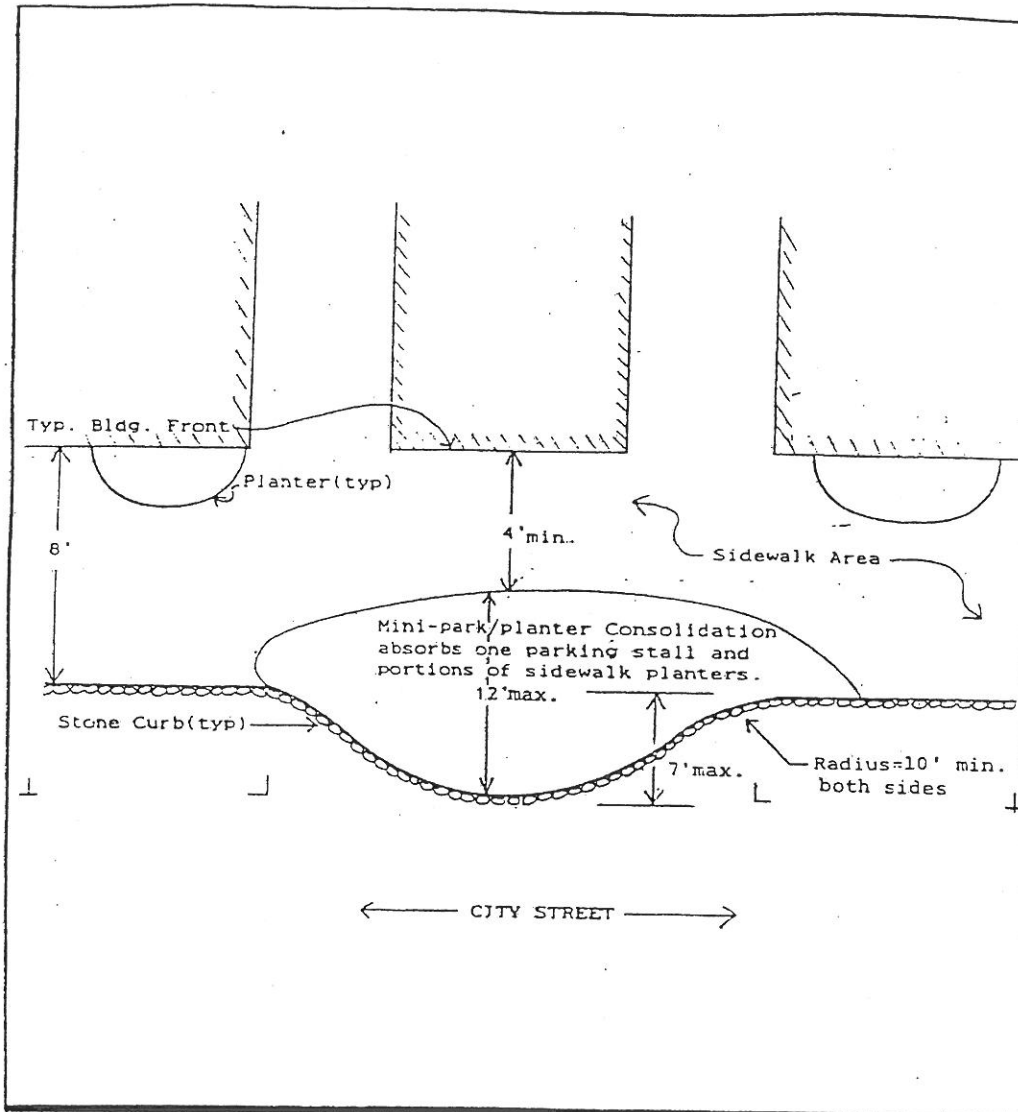 Typ. Bldg. Front
Planter(typ)
8'
4'min.
Sidewalk Area
Mini-park/planter Consolidation
absorbs one parking stall and
portions of sidewalk planters.
12'max.
Stone Curb(typ)
7'max.
Radius=10' min.
both sides
CITY STREET